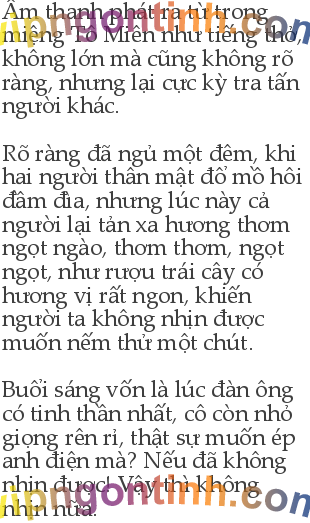 Âm thanh phát ra từ trong
miệng Tô Miên như tiếng thỏ,
không lớn mà cũng không rõ
ràng, nhưng lại cực kỳ tra tấn
người khác.
Rõ ràng đã ngủ một đêm, khi
hai người thân mật đổ mồ hôi
đầm đìa, nhưng lúc này cả
người lại tản xa hương thơm
ngọt ngào, thơm thơm, ngọt
ngọt, như rượu trái cây có
hương vị rất ngon, khiến
người ta không nhịn được
muốn nếm thử một chút.
Buổi sáng vốn là lúc đàn ông
có tinh thần nhất, cô còn nhỏ
giọng rên rỉ, thật sự muốn ép
anh điện mà? Nếu đã không
nhịn được! Vậy thì không
nhịn nữa.
vipngontinh.com